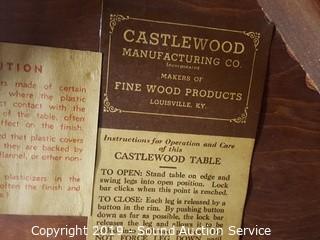 CASTLEWOOD
MANUFACTURING CO.
Incorporated
MAKERS OF
FINE WOOD PRODUCTS
LOUISVILLE, KY.
UTION
rs made of certain
where the plastic
ct contact with the
of the table, often
ffect on the finish.
d that plastic covers
they are backed by
flannel, or other non-
plasticizers in the
often the finish and
Instructions for Operation and Care
of this
CASTLEWOOD TABLE
TO OPEN: Stand table on edge and
swing legs into open position. Lock
bar clicks when this point is reached.
TO CLOSE: Each leg is released by a
button in the rim. By pushing button
down as far as possible, the lock bar
releases the leg and allows it to
NOT FORCE LEG DOWN until
Copyright 2019 - Sound Auction Service